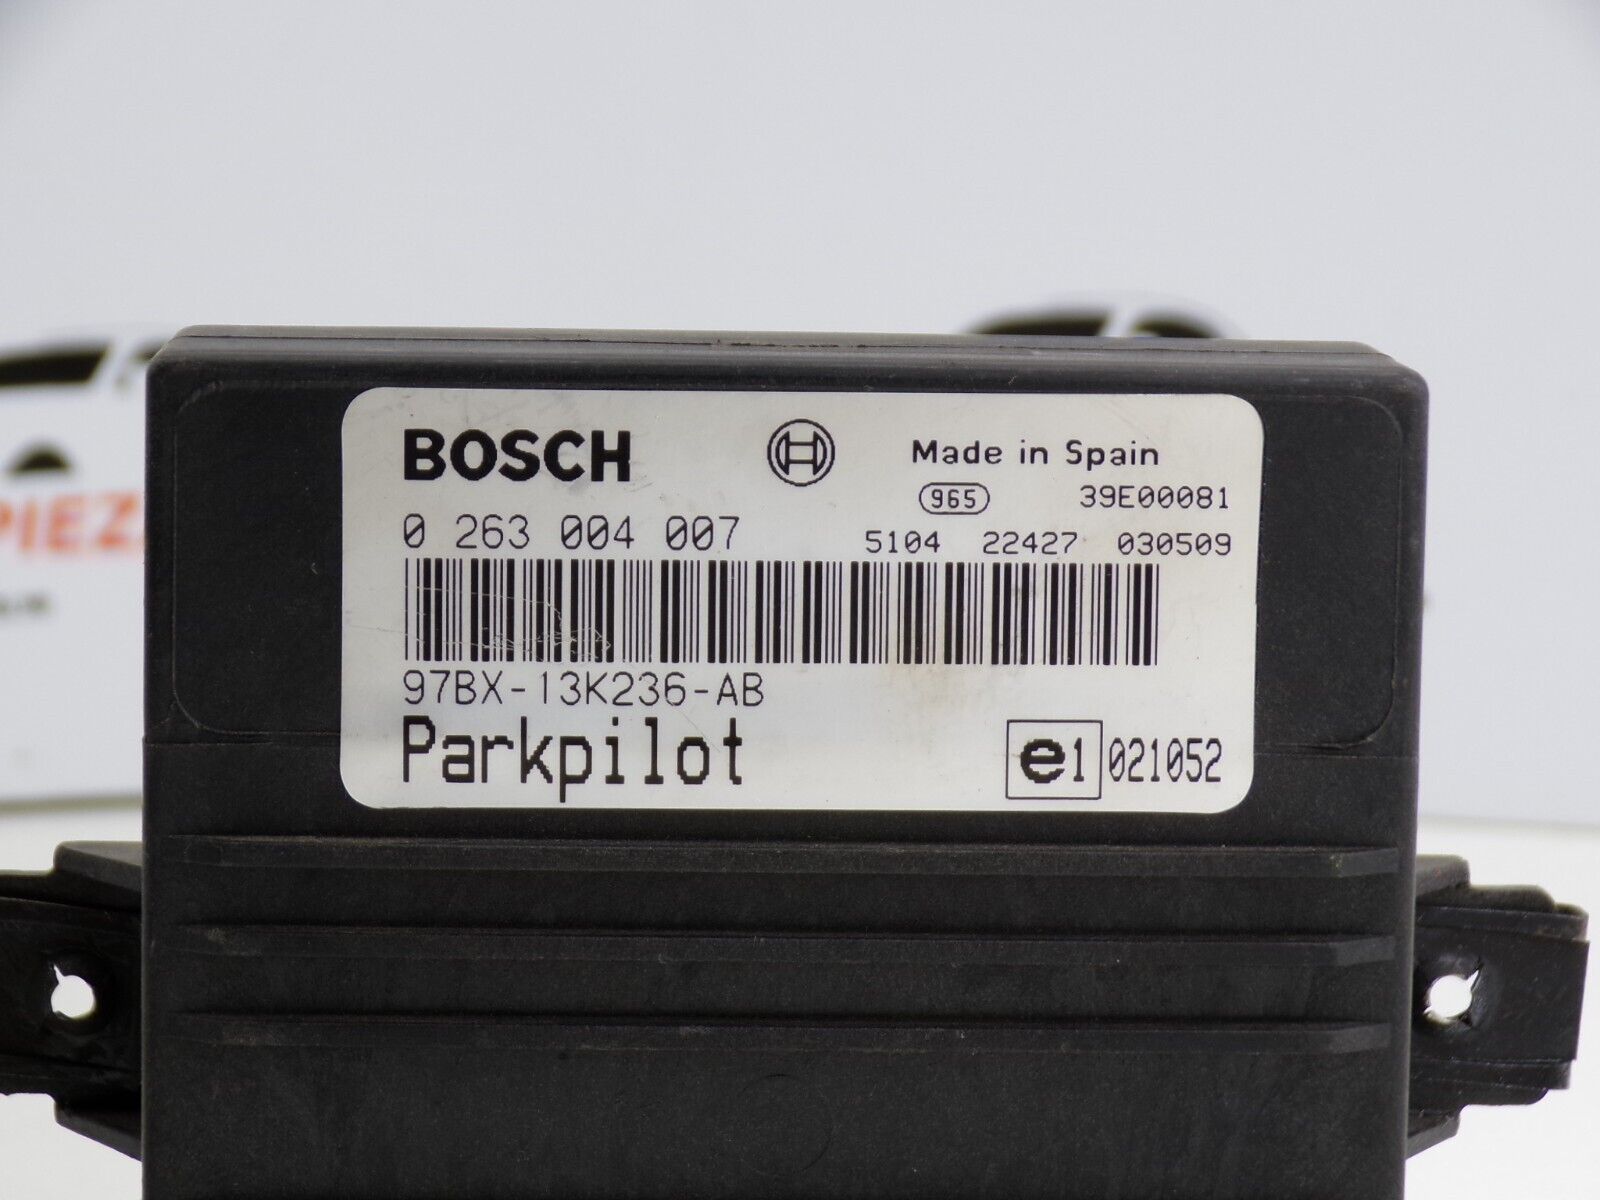 BOSCH Made in Spain
965 39E00081
0 263 004 007 5104 22427 030509
97BX-13K236-AB
Parkpilot e1 021052
PIEZ